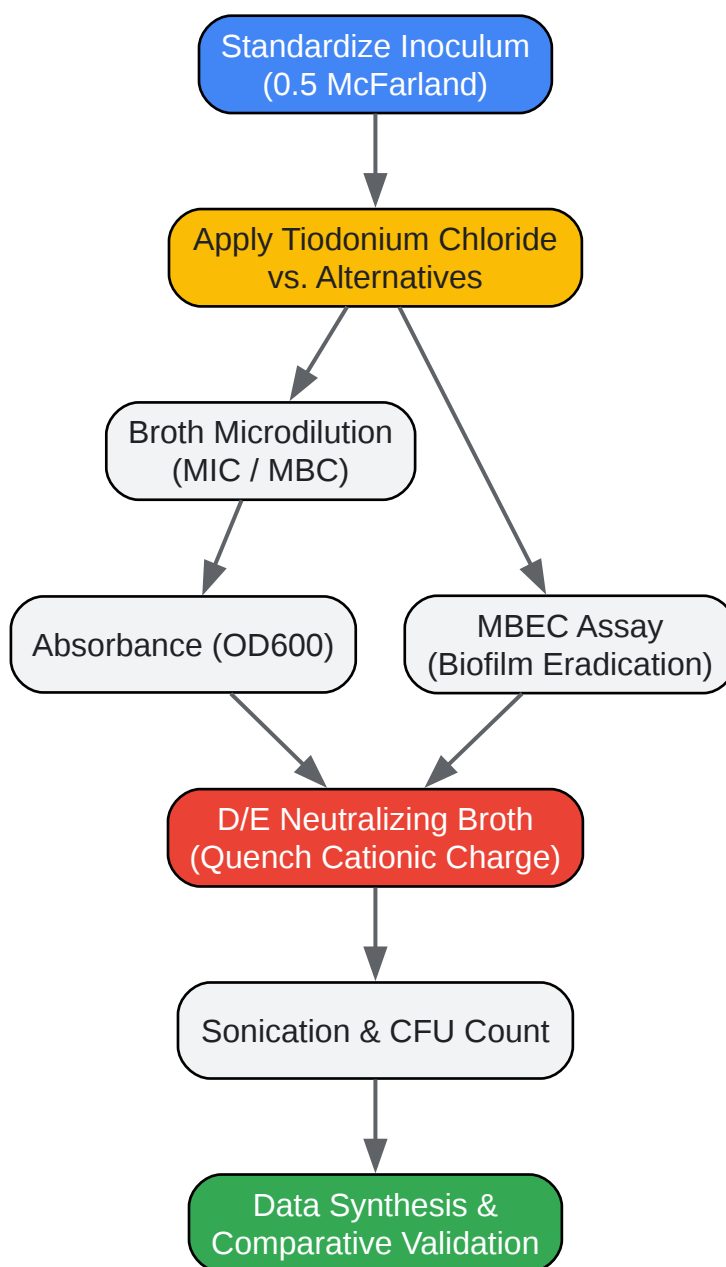 Standardize Inoculum
(0.5 McFarland)
Apply Tiodonium Chloride
vs. Alternatives
Broth Microdilution
(MIC / MBC)
Absorbance (OD600)
MBEC Assay
(Biofilm Eradication)
D/E Neutralizing Broth
(Quench Cationic Charge)
Sonication & CFU Count
Data Synthesis &
Comparative Validation